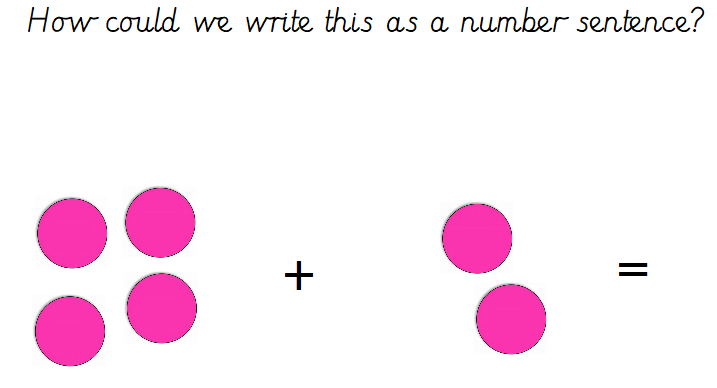 How could we write this as a number sentence?
+ =